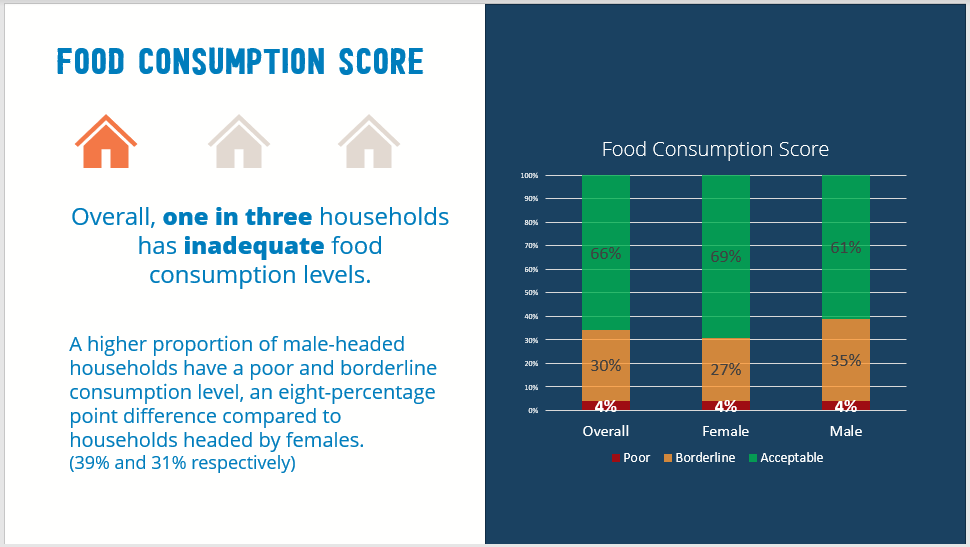 FOOD CONSUMPTION SCORE
Overall, one in three households
has inadequate food
consumption levels.
A higher proportion of male-headed
households have a poor and borderline
consumption level, an eight-percentage
point difference compared to
households headed by females.
(39% and 31% respectively)
Food Consumption Score
100%
90%
80%
70%
60%
50%
40%
30%
20%
10%
0%
66%
69%
61%
30%
27%
35%
4%
4%
4%
Overall
Female
Male
Poor
Borderline
Acceptable